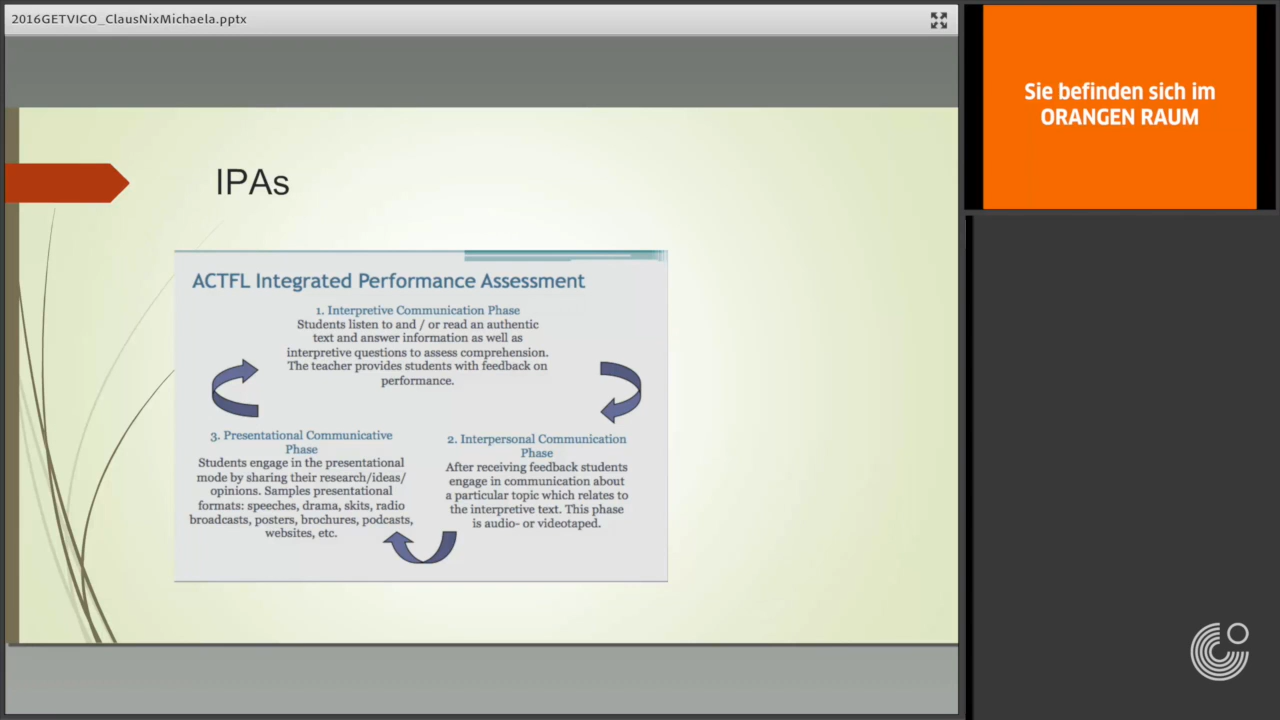 2016GETVICO_ClausNixMichaela.pptx
Sie befinden sich im
ORANGEN RAUM
IPAs
ACTFL Integrated Performance Assessment
1. Interpretive Communication Phase
Students listen to and / or read an authentic
text and answer information as well as
interpretive questions to assess comprehension.
The teacher provides students with feedback on
performance.
3. Presentational Communicative
Phase
Students engage in the presentational
mode by sharing their research/ideas/
opinions. Samples presentational
formats: speeches, drama, skits, radio
broadcasts, posters, brochures, podcasts,
websites, etc.
2. Interpersonal Communication
Phase
After receiving feedback students
engage in communication about
a particular topic which relates to
the interpretive text. This phase
is audio- or videotaped.